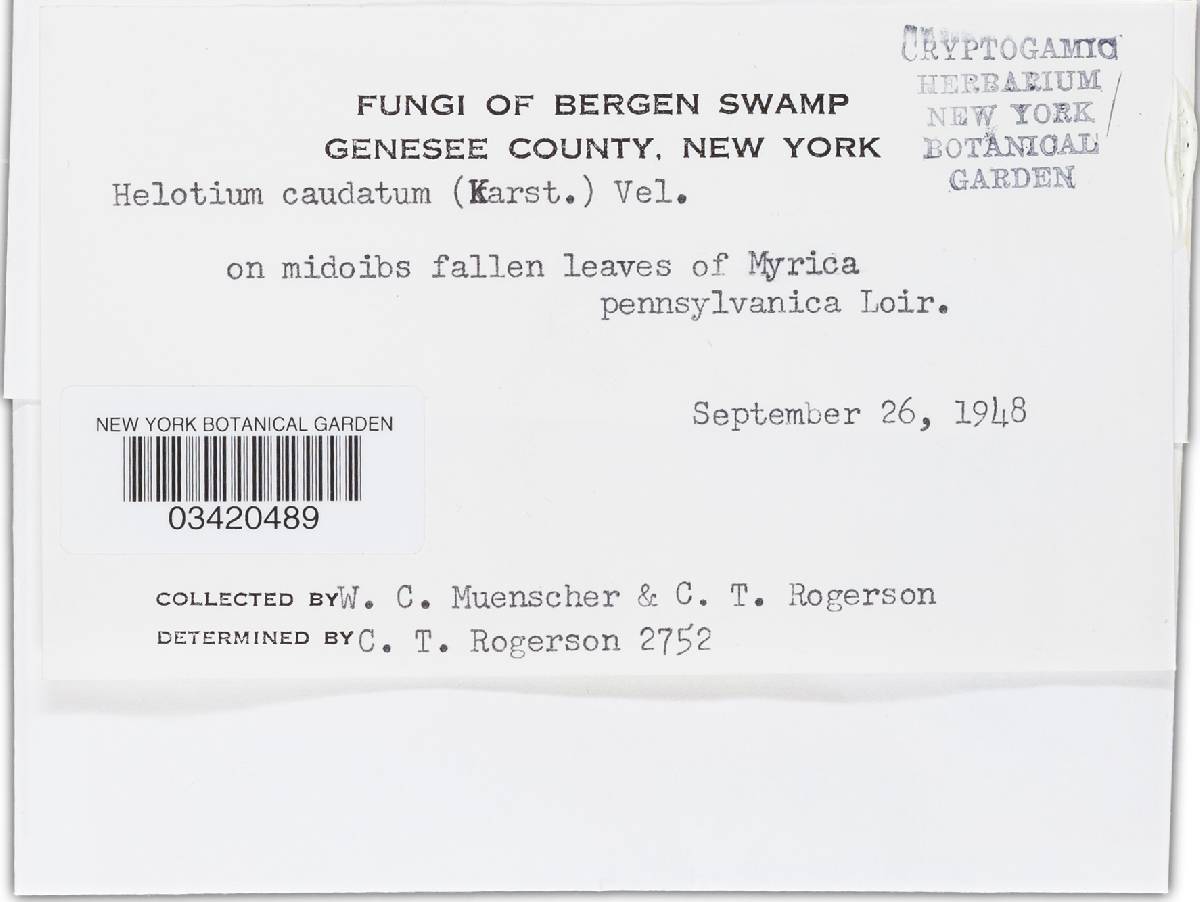 CRYPTOGAMIC
HERBARIUM
NEW YORK
BOTANICAL
GARDEN
FUNGI OF BERGEN SWAMP
GENESEE COUNTY, NEW YORK
Helotium caudatum (Karst.) Vel.
on midoibs fallen leaves of Myrica
pennsylvanica Loir.
September 26, 1948
NEW YORK BOTANICAL GARDEN
03420489
COLLECTED BY W. C. Muenscher & C. T. Rogerson
DETERMINED BY C. T. Rogerson 2752